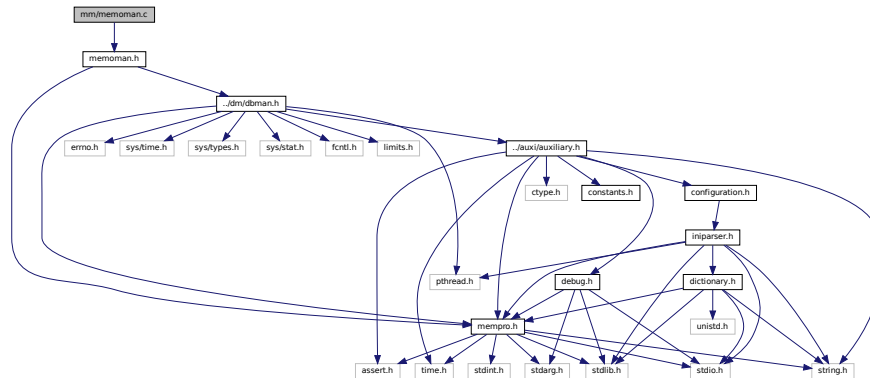 mm/memoman.c
memoman.h
../dm/dbman.h
errno.h
sys/time.h
sys/types.h
sys/stat.h
fcntl.h
limits.h
../auxi/auxiliary.h
ctype.h
constants.h
configuration.h
iniparser.h
pthread.h
debug.h
dictionary.h
mempro.h
unistd.h
assert.h
time.h
stdint.h
stdarg.h
stdlib.h
stdio.h
string.h